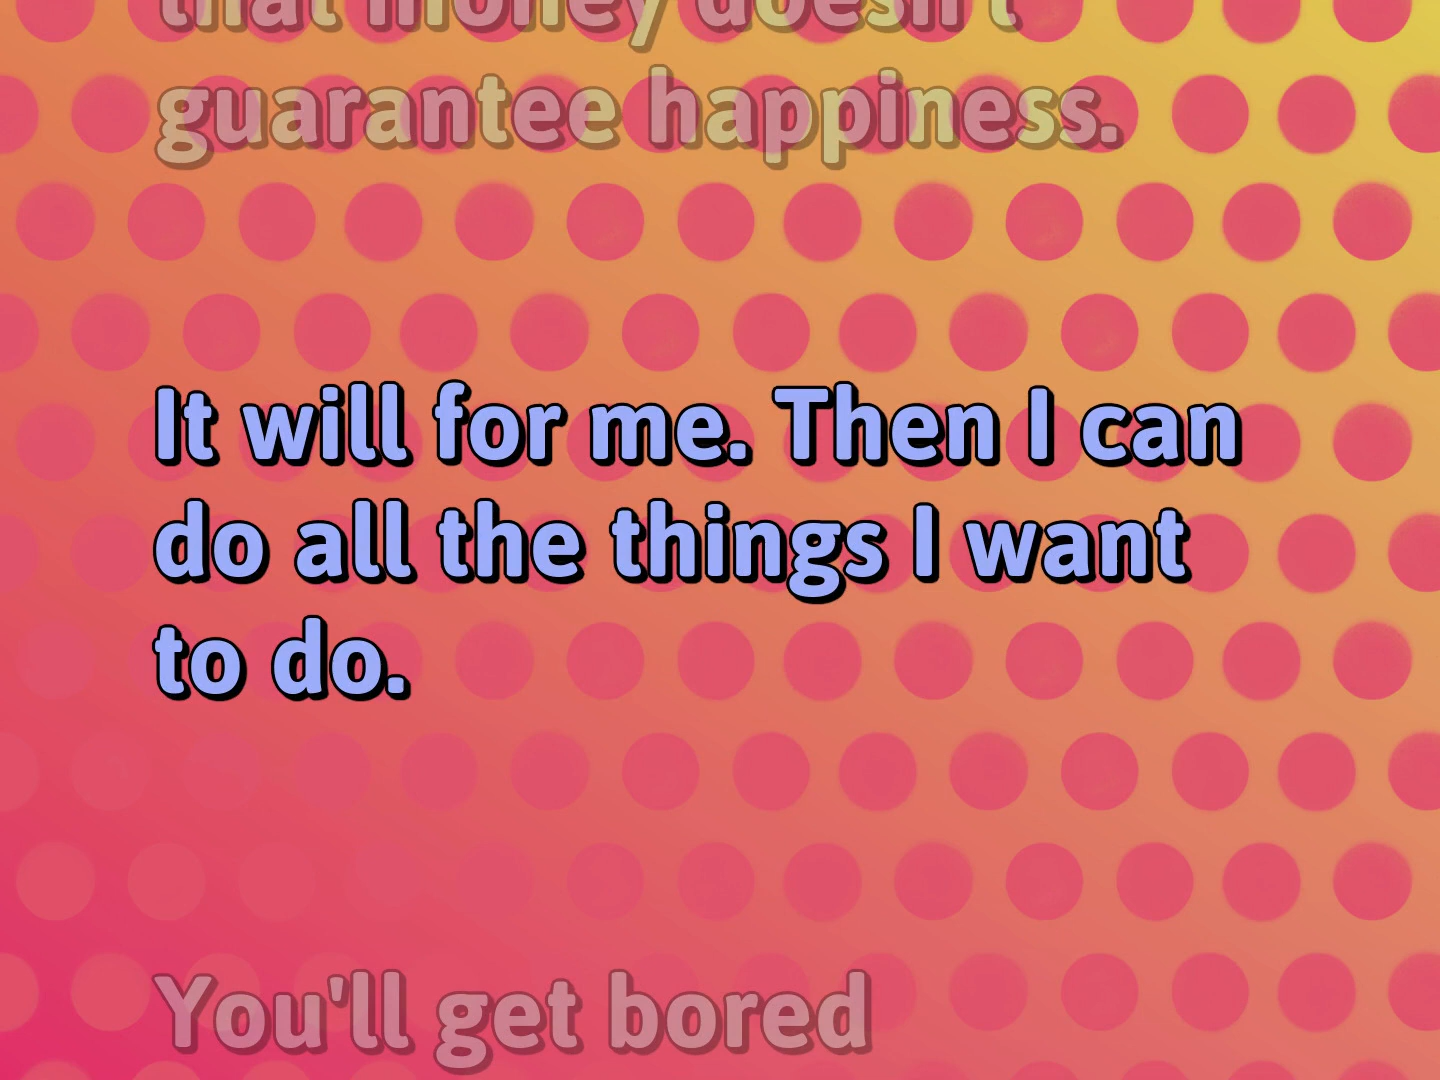 that money doesn't
guarantee happiness.
It will for me. Then I can
do all the things I want
to do.
You'll get bored